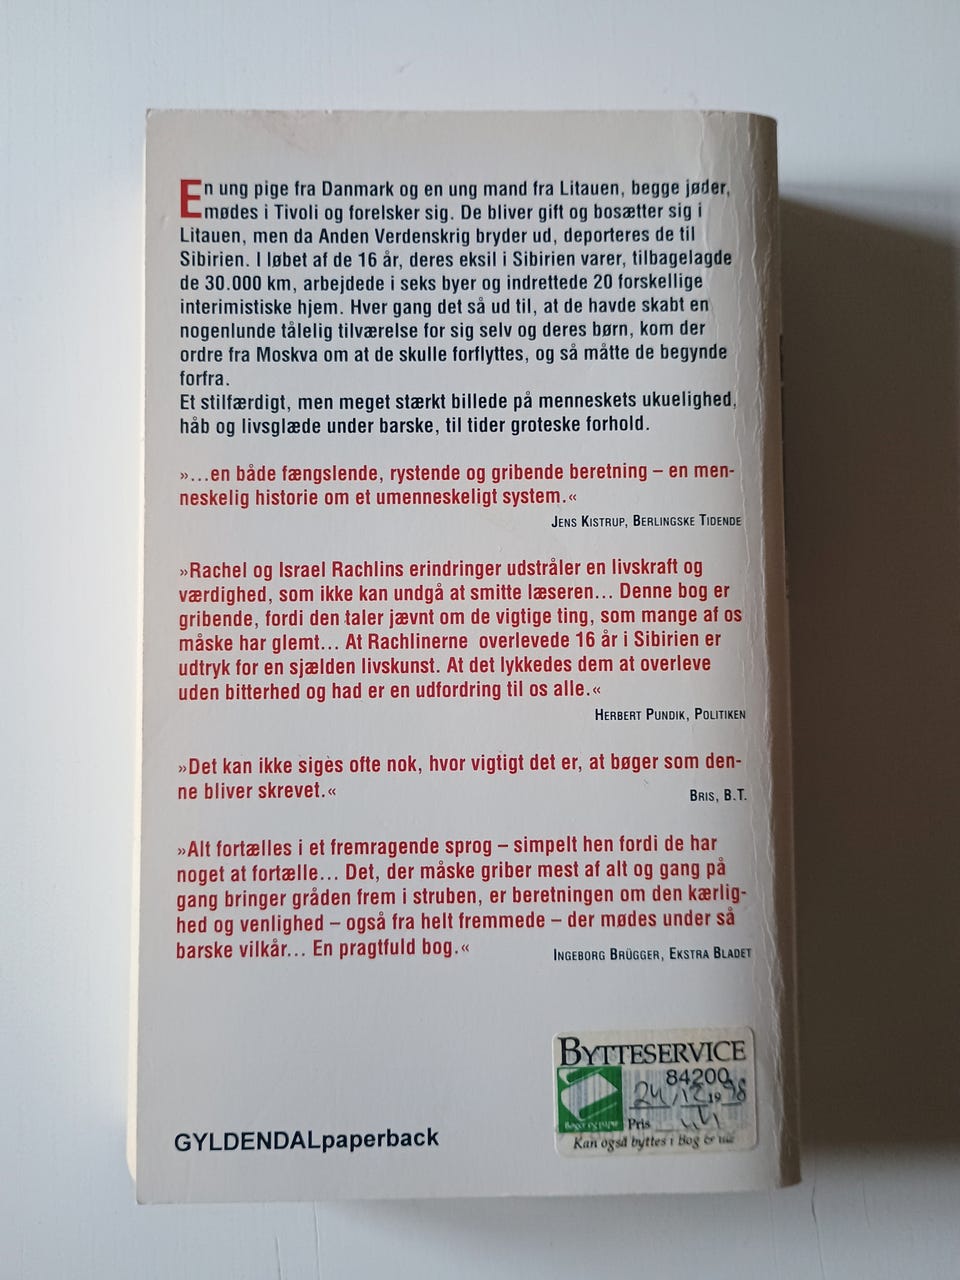 En ung pige fra Danmark og en ung mand fra Litauen, begge jøder,
mødes i Tivoli og forelsker sig. De bliver gift og bosætter sig i
Litauen, men da Anden Verdenskrig bryder ud, deporteres de til
Sibirien. I løbet af de 16 år, deres eksil i Sibirien varer, tilbagelagde
de 30.000 km, arbejdede i seks byer og indrettede 20 forskellige
interimistiske hjem. Hver gang det så ud til, at de havde skabt en
nogenlunde tålelig tilværelse for sig selv og deres børn, kom der
ordre fra Moskva om at de skulle forflyttes, og så måtte de begynde
forfra.
Et stilfærdigt, men meget stærkt billede på menneskets ukuelighed,
håb og livsglæde under barske, til tider groteske forhold.
»...en både fængslende, rystende og gribende beretning – en men-
neskelig historie om et umenneskeligt system.«
JENS KISTRUP, BERLINGSKE TIDENDE
»Rachel og Israel Rachlins erindringer udstråler en livskraft og
værdighed, som ikke kan undgå at smitte læseren... Denne bog er
gribende, fordi den taler jævnt om de vigtige ting, som mange af os
måske har glemt... At Rachlinerne overlevede 16 år i Sibirien er
udtryk for en sjælden livskunst. At det lykkedes dem at overleve
uden bitterhed og had er en udfordring til os alle.«
HERBERT PUNDIK, POLITIKEN
»Det kan ikke siges ofte nok, hvor vigtigt det er, at bøger som den-
ne bliver skrevet.«
BRIS, B.T.
»Alt fortælles i et fremragende sprog – simpelt hen fordi de har
noget at fortælle... Det, der måske griber mest af alt og gang på
gang bringer gråden frem i struben, er beretningen om den kærlig-
hed og venlighed – også fra helt fremmede – der mødes under så
barske vilkår... En pragtfuld bog.«
INGEBORG BRÜGGER, EKSTRA BLADET
BYTTESERVICE
84200
24/12 1998
Pris
Kan også byttes i Bog &
GYLDENDALpaperback